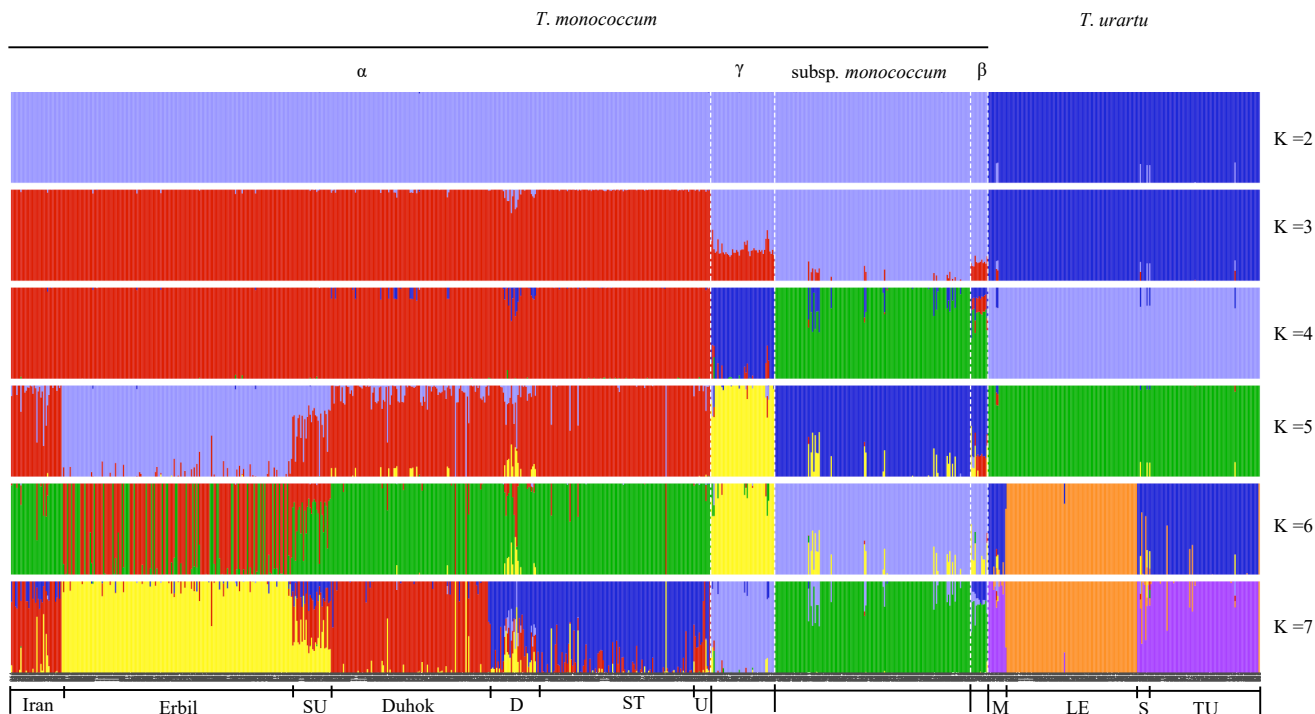 T. monococcum T. urartu
α γ subsp. monococcum β
K =2
K =3
K =4
K =5
K =6
K =7
Iran Erbil SU Duhok D ST U M LE S TU